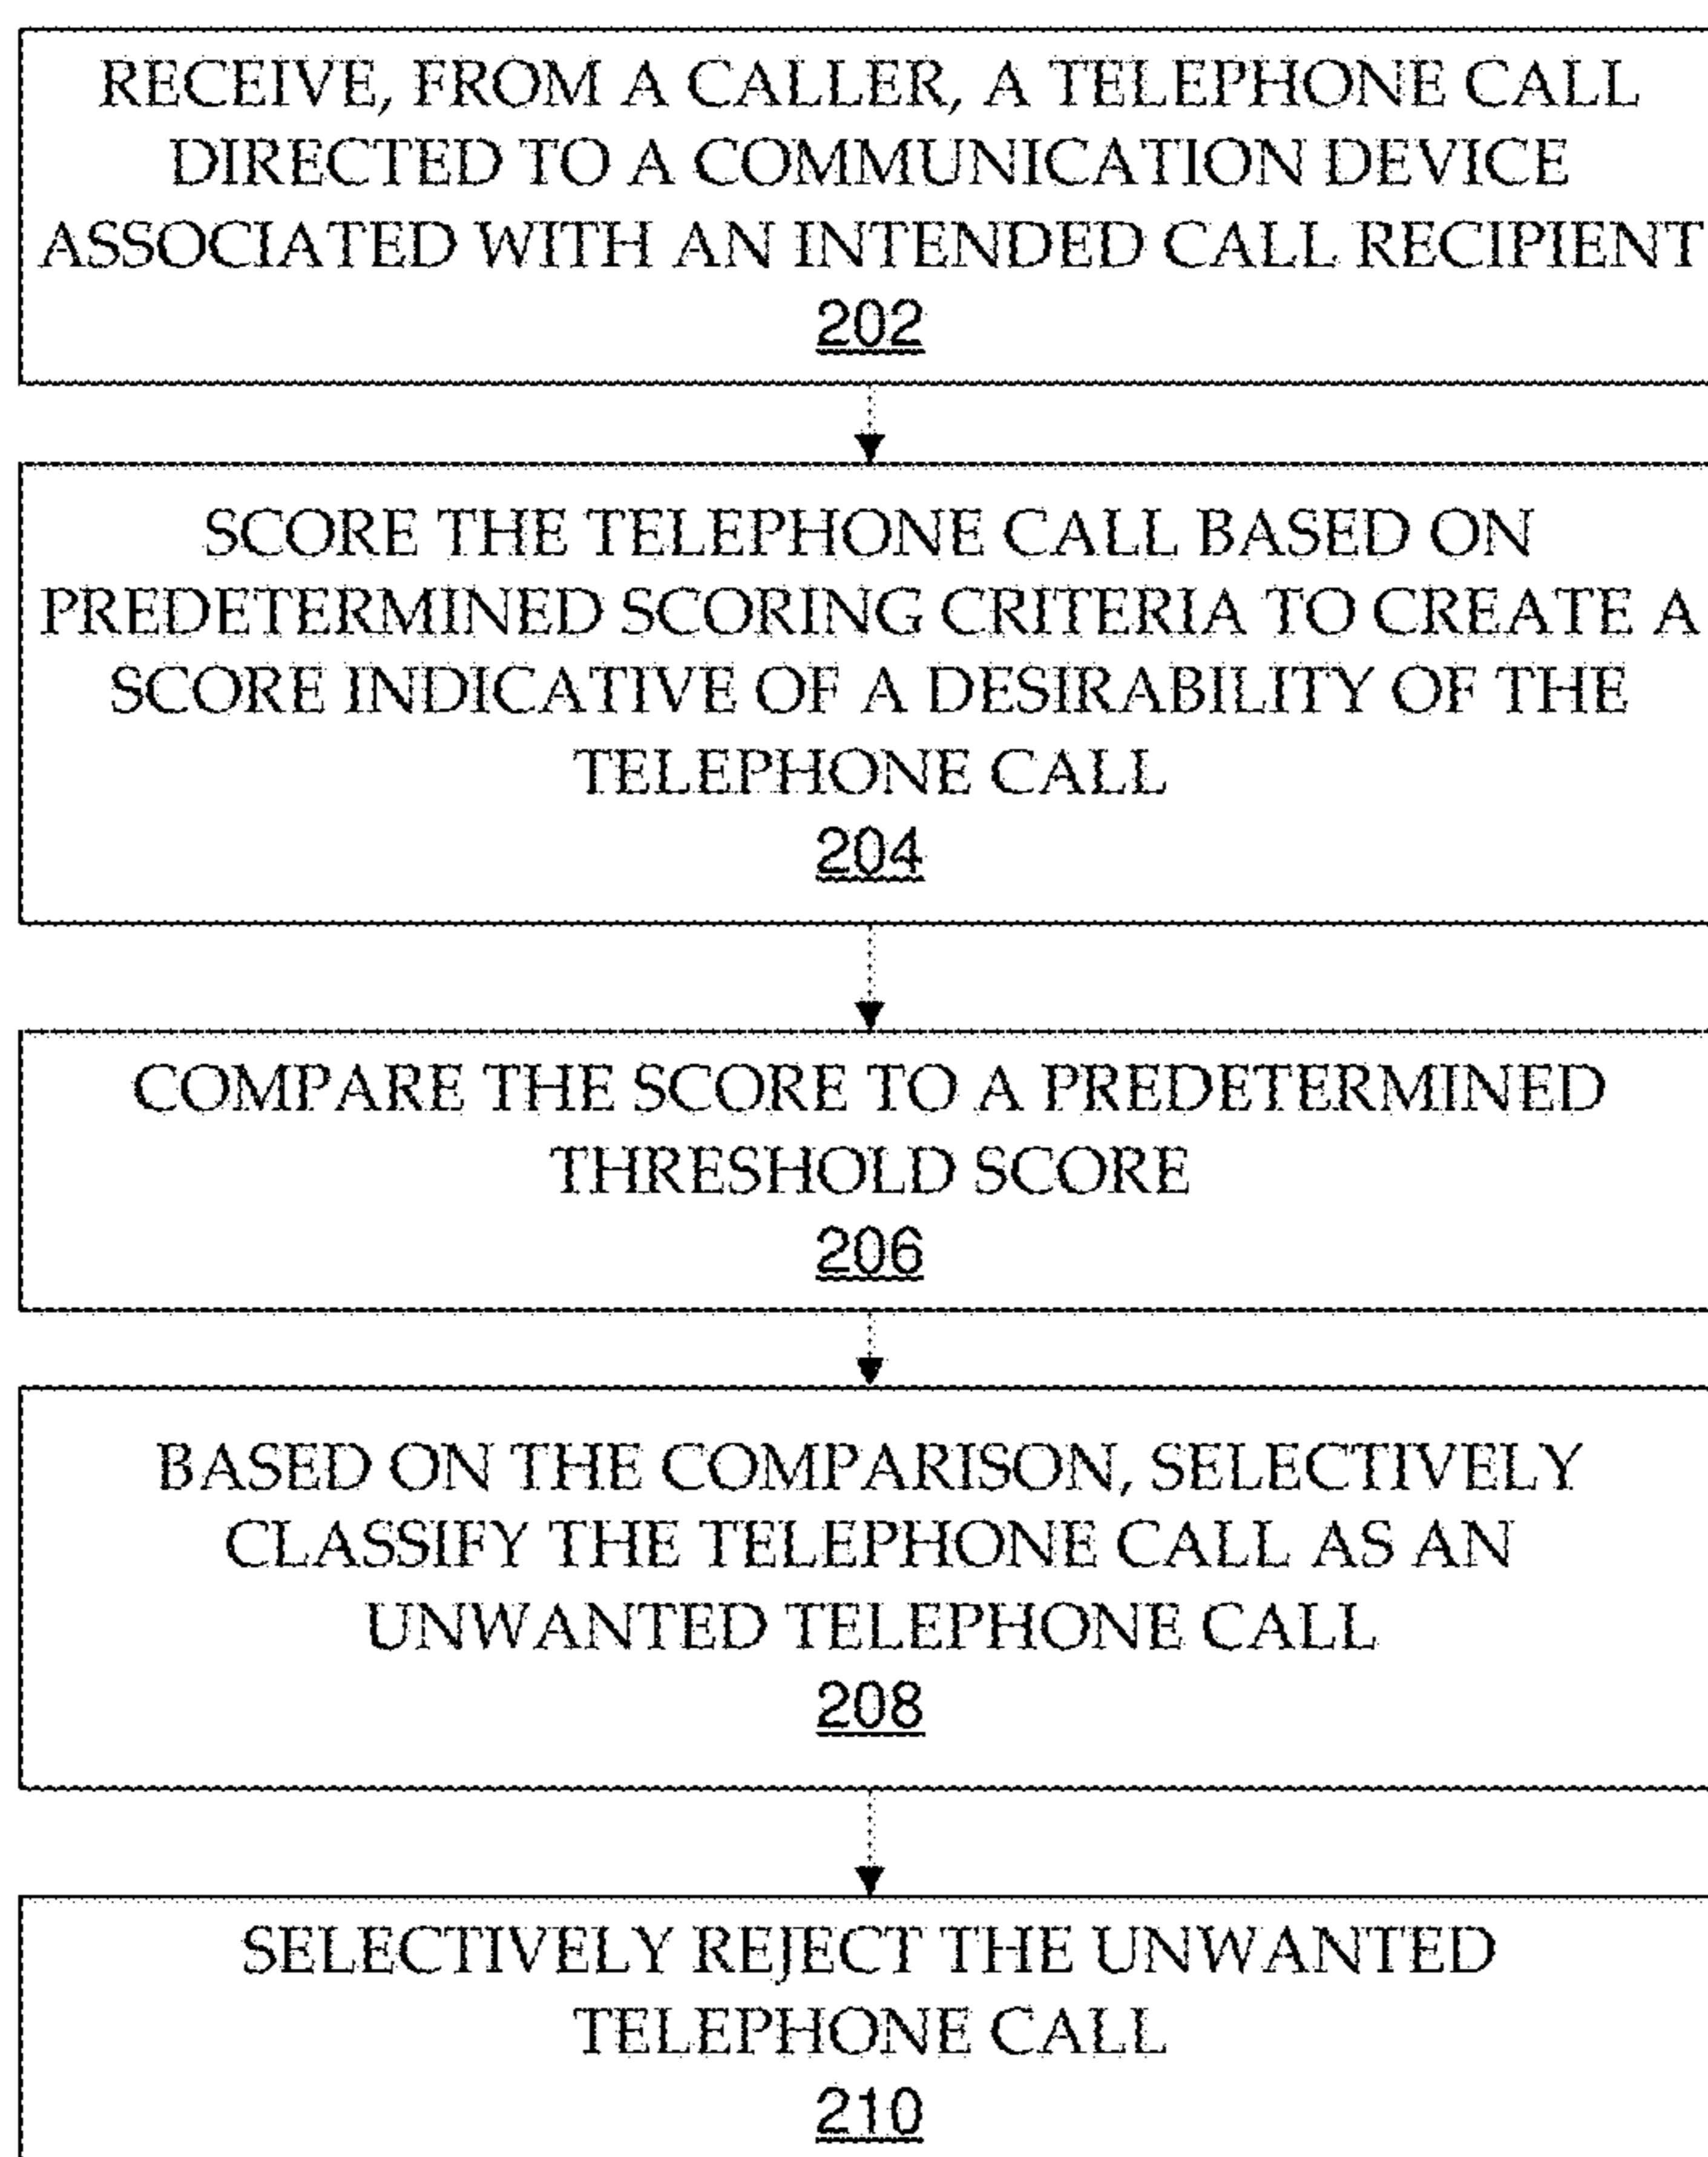 RECEIVE, FROM A CALLER, A TELEPHONE CALL
DIRECTED TO A COMMUNICATION DEVICE
ASSOCIATED WITH AN INTENDED CALL RECIPIENT
202
SCORE THE TELEPHONE CALL BASED ON
PREDETERMINED SCORING CRITERIA TO CREATE A
SCORE INDICATIVE OF A DESIRABILITY OF THE
TELEPHONE CALL
204
COMPARE THE SCORE TO A PREDETERMINED
THRESHOLD SCORE
206
BASED ON THE COMPARISON, SELECTIVELY
CLASSIFY THE TELEPHONE CALL AS AN
UNWANTED TELEPHONE CALL
208
SELECTIVELY REJECT THE UNWANTED
TELEPHONE CALL
210